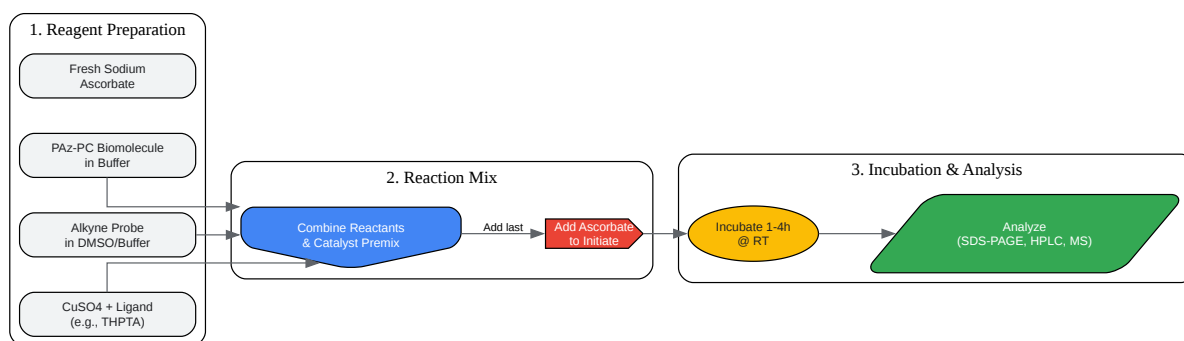 1. Reagent Preparation
Fresh Sodium
Ascorbate
PAz-PC Biomolecule
in Buffer
Alkyne Probe
in DMSO/Buffer
CuSO4 + Ligand
(e.g., THPTA)
2. Reaction Mix
Combine Reactants
& Catalyst Premix
Add last
Add Ascorbate
to Initiate
3. Incubation & Analysis
Incubate 1-4h
@ RT
Analyze
(SDS-PAGE, HPLC, MS)